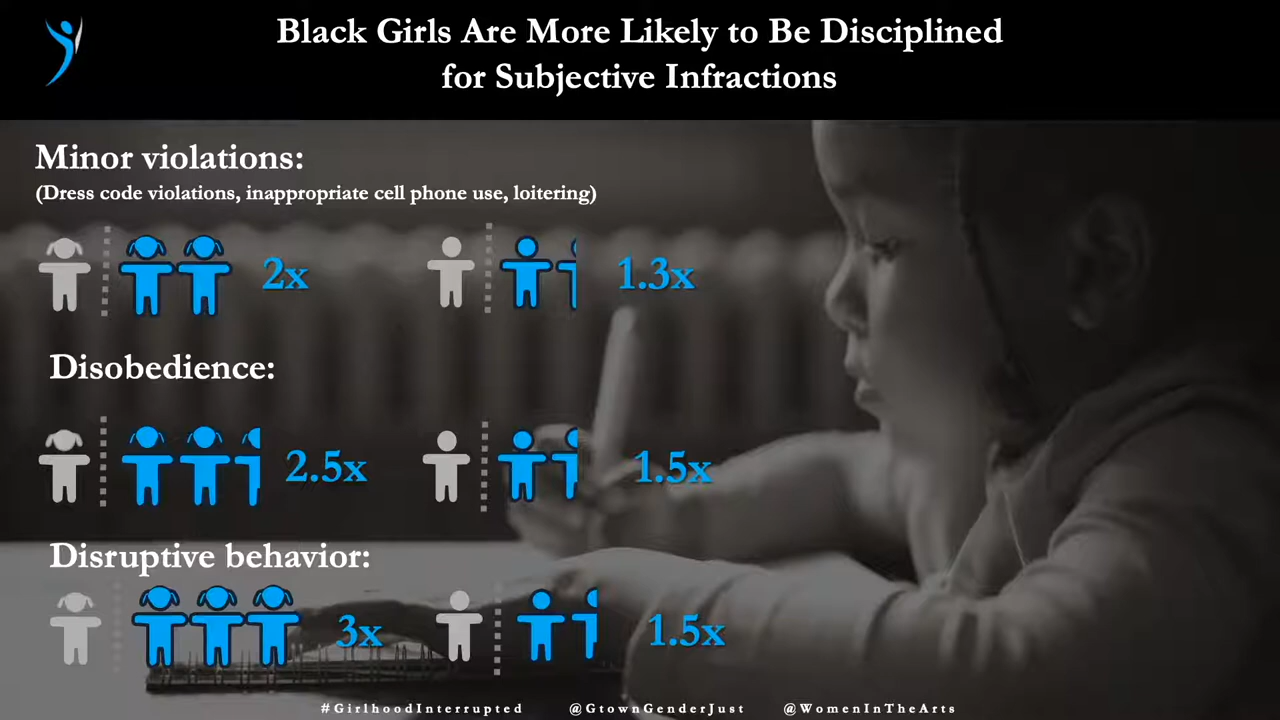 Black Girls Are More Likely to Be Disciplined
for Subjective Infractions
Minor violations:
(Dress code violations, inappropriate cell phone use, loitering)
2x
1.3x
Disobedience:
2.5x
1.5x
Disruptive behavior:
3x
1.5x
#GirlhoodInterrupted @GtownGenderJust @WomenInTheArts